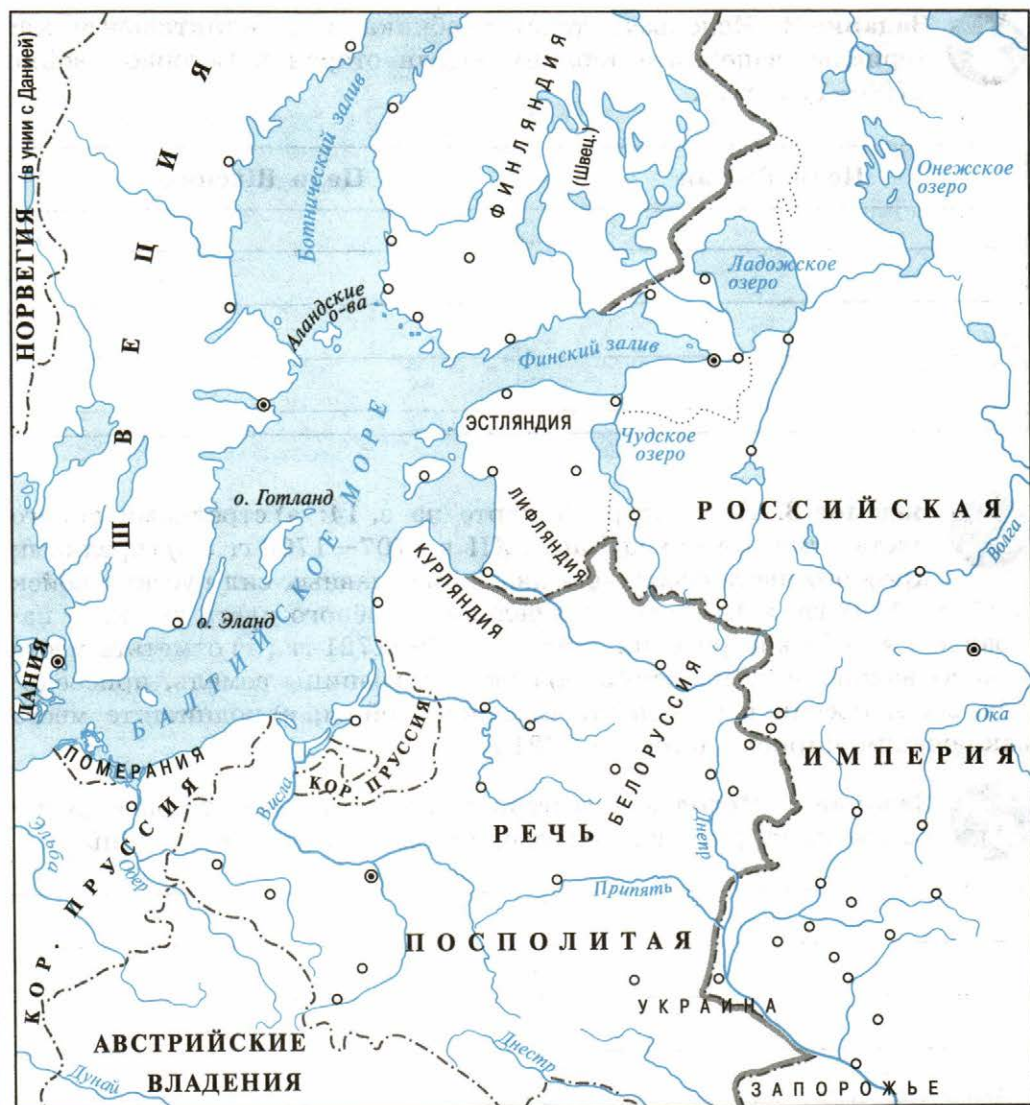 НОРВЕГИЯ (в унии с Данией)
ШВЕЦИЯ
Ботнический залив
ФИНЛЯНДИЯ
(Швец.)
Онежское
озеро
Ладожское
озеро
Аландские
о-ва
Финский залив
ЭСТЛЯНДИЯ
Чудское
озеро
о. Готланд
БАЛТИЙСКОЕ МОРЕ
ЛИФЛЯНДИЯ
РОССИЙСКАЯ
Волга
КУРЛЯНДИЯ
о. Эланд
ДАНИЯ
Ока
ПОМЕРАНИЯ
КОР. ПРУССИЯ
БЕЛОРУССИЯ
ИМПЕРИЯ
Висла
РЕЧЬ
Днепр
Эльба
Одер
КОР. ПРУССИЯ
Припять
ПОСПОЛИТАЯ
УКРАИНА
АВСТРИЙСКИЕ
ВЛАДЕНИЯ
Днестр
Дунай
ЗАПОРОЖЬЕ